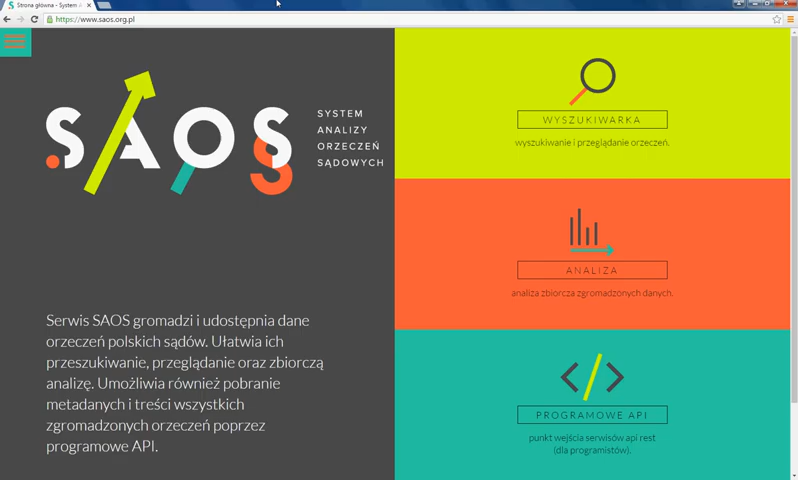 Strona główna - System
https://www.saos.org.pl
SAOS
SYSTEM
ANALIZY
ORZECZEŃ
SĄDOWYCH
Serwis SAOS gromadzi i udostępnia dane
orzeczeń polskich sądów. Ułatwia ich
przeszukiwanie, przeglądanie oraz zbiorczą
analizę. Umożliwia również pobranie
metadanych i treści wszystkich
zgromadzonych orzeczeń poprzez
programowe API.
WYSZUKIWARKA
wyszukiwanie i przeglądanie orzeczeń.
ANALIZA
analiza zbiorcza zgromadzonych danych.
PROGRAMOWE API
punkt wejścia serwisów api rest
(dla programistów).